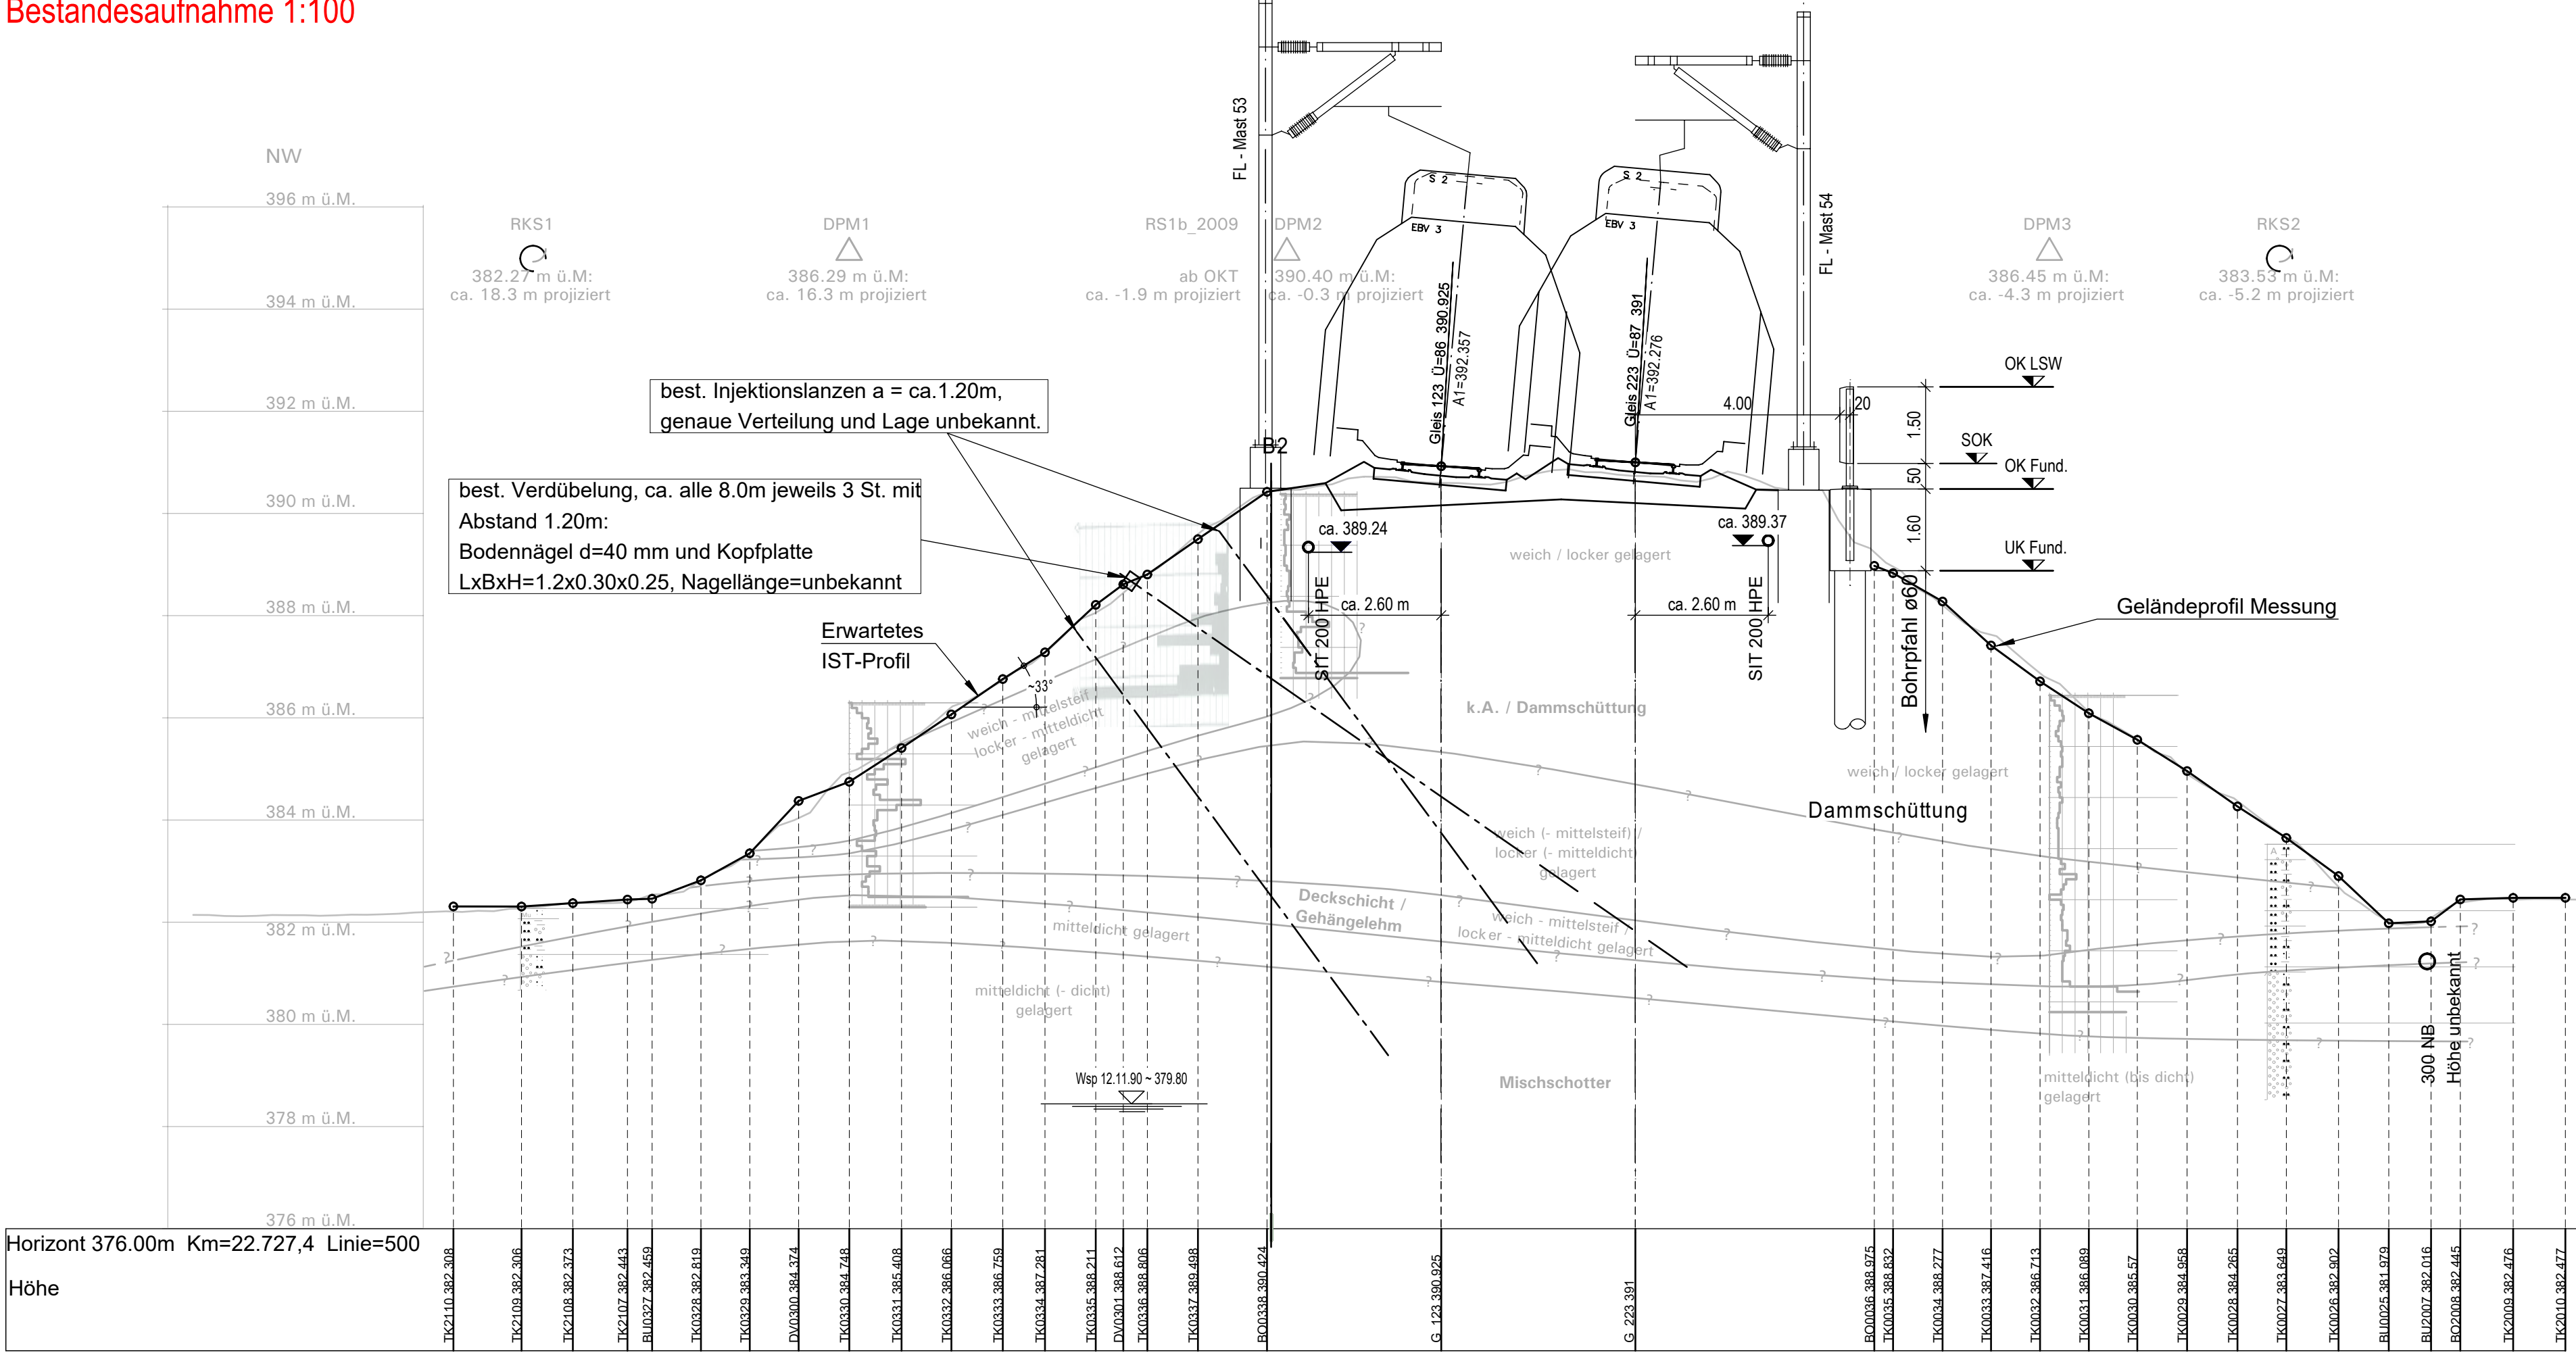 Bestandesaufnahme 1:100
NW
396 m ü.M.
394 m ü.M.
392 m ü.M.
390 m ü.M.
388 m ü.M.
386 m ü.M.
384 m ü.M.
382 m ü.M.
380 m ü.M.
378 m ü.M.
376 m ü.M.
RKS1
382.27 m ü.M:
ca. 18.3 m projiziert
DPM1
386.29 m ü.M:
ca. 16.3 m projiziert
RS1b_2009
ab OKT
ca. -1.9 m projiziert
DPM2
390.40 m ü.M:
ca. -0.3 m projiziert
DPM3
386.45 m ü.M:
ca. -4.3 m projiziert
RKS2
383.53 m ü.M:
ca. -5.2 m projiziert
FL - Mast 53
FL - Mast 54
S 2
EBV 3
S 2
EBV 3
Gleis 123 Ü=86 390.925
A1=392.357
Gleis 223 Ü=87 391
A1=392.276
4.00
20
1.50
50
1.60
OK LSW
SOK
OK Fund.
UK Fund.
best. Injektionslanzen a = ca.1.20m,
genaue Verteilung und Lage unbekannt.
B2
best. Verdübelung, ca. alle 8.0m jeweils 3 St. mit
Abstand 1.20m:
Bodennägel d=40 mm und Kopfplatte
LxBxH=1.2x0.30x0.25, Nagellänge=unbekannt
ca. 389.24
ca. 389.37
weich / locker gelagert
SIT 200 HPE
ca. 2.60 m
ca. 2.60 m
SIT 200 HPE
Bohrpfahl ø60
Geländeprofil Messung
Erwartetes
IST-Profil
~33°
weich - mittelsteif /
locker - mitteldicht
gelagert
k.A. / Dammschüttung
weich / locker gelagert
Dammschüttung
weich (- mittelsteif) /
locker (- mitteldicht)
gelagert
Deckschicht /
Gehängelehm
weich - mittelsteif /
locker - mitteldicht gelagert
mitteldicht gelagert
mitteldicht (- dicht)
gelagert
Wsp 12.11.90 ~ 379.80
Mischschotter
mitteldicht (bis dicht)
gelagert
A
300 NB
Höhe unbekannt
Horizont 376.00m Km=22.727,4 Linie=500
Höhe
TK2110 382.308
TK2109 382.306
TK2108 382.373
TK2107 382.443
BU0327 382.459
TK0328 382.819
TK0329 383.349
DV0300 384.374
TK0330 384.748
TK0331 385.408
TK0332 386.066
TK0333 386.759
TK0334 387.281
TK0335 388.211
DV0301 388.612
TK0336 388.806
TK0337 389.498
BO0338 390.424
G 1123 390.925
G 223 391
BO0036 388.975
TK0035 388.832
TK0034 388.277
TK0033 387.416
TK0032 386.713
TK0031 386.089
TK0030 385.57
TK0029 384.958
TK0028 384.265
TK0027 383.649
TK0026 382.902
BU0025 381.979
BU2007 382.016
BO2008 382.445
TK2009 382.476
TK2010 382.477